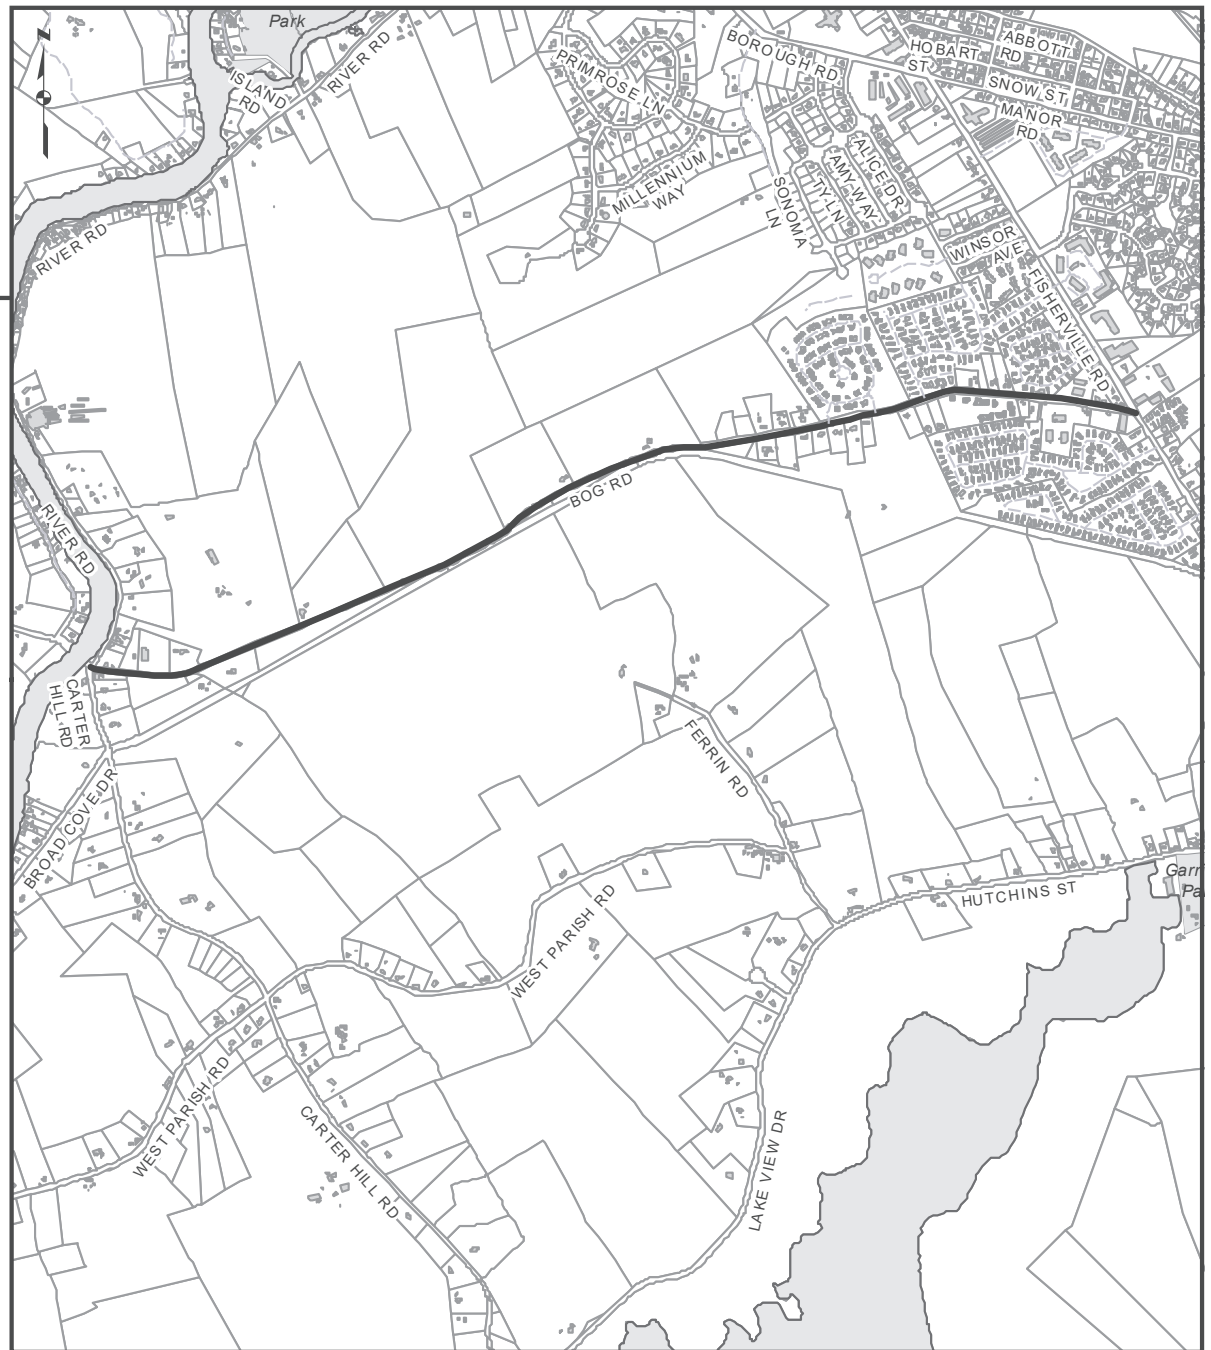 Park
ISLAND
RD
RIVER RD
RIVER RD
PRIMROSE LN
BOROUGH RD
HOBART
ST
ABBOTT
RD
SNOW ST
MANOR
RD
MILLENNIUM
WAY
SONOMA
LN
TY LN
AMY WAY
ALICE DR
WINSOR
AVE
FISHERVILLE RD
BOG RD
RIVER RD
CARTER
HILL RD
BROAD COVE DR
FERRIN RD
WEST PARISH RD
HUTCHINS ST
Garr
Pa
WEST PARISH RD
CARTER HILL RD
LAKE VIEW DR